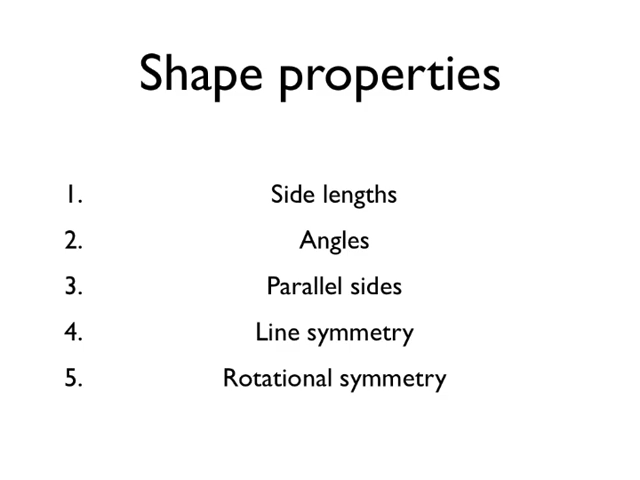 Shape properties
1. Side lengths
2. Angles
3. Parallel sides
4. Line symmetry
5. Rotational symmetry